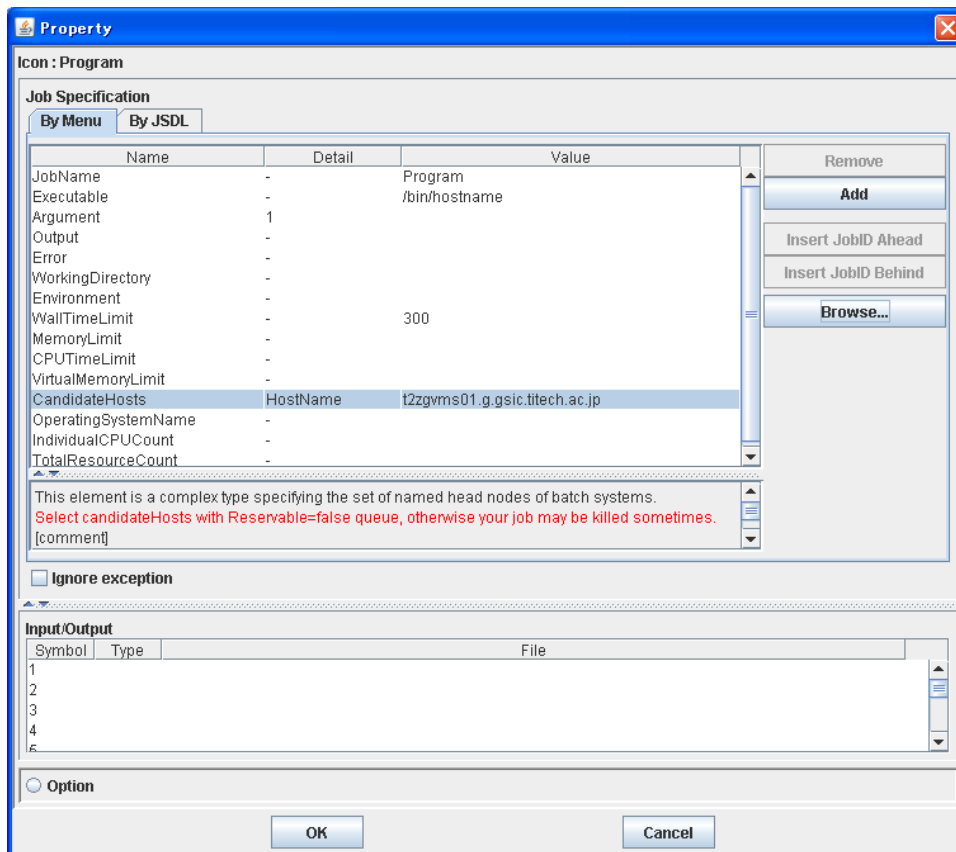 Property
Icon : Program
Job Specification
By Menu By JSDL
Name Detail Value
JobName - Program
Executable - /bin/hostname
Argument 1
Output -
Error -
WorkingDirectory -
Environment -
WallTimeLimit - 300
MemoryLimit -
CPUTimeLimit -
VirtualMemoryLimit -
CandidateHosts HostName t2zgvms01.g.gsic.titech.ac.jp
OperatingSystemName -
IndividualCPUCount -
TotalResourceCount -
Remove
Add
Insert JobID Ahead
Insert JobID Behind
Browse...
This element is a complex type specifying the set of named head nodes of batch systems.
Select candidateHosts with Reservable=false queue, otherwise your job may be killed sometimes.
[comment]
Ignore exception
Input/Output
Symbol Type File
1
2
3
4
5
Option
OK Cancel